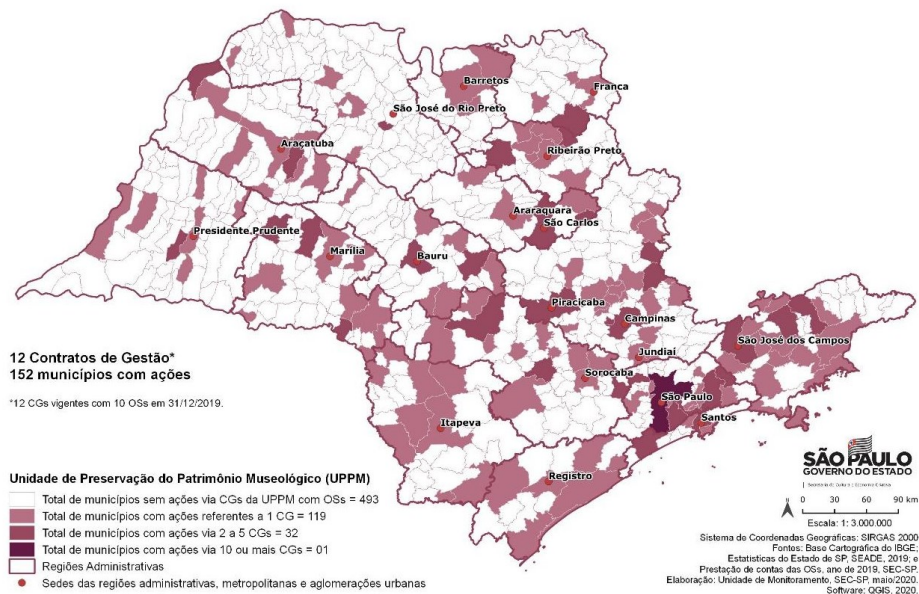 Barretos
Franca
São José do Rio Preto
Araçatuba
Ribeirão Preto
Araraquara
São Carlos
Presidente Prudente
Marília
Bauru
Piracicaba
Campinas
São José dos Campos
Jundiaí
Sorocaba
São Paulo
Santos
Itapeva
Registro
12 Contratos de Gestão*
152 municípios com ações
*12 CGs vigentes com 10 OSs em 31/12/2019.
Unidade de Preservação do Patrimônio Museológico (UPPM)
Total de municípios sem ações via CGs da UPPM com OSs = 493
Total de municípios com ações referentes a 1 CG = 119
Total de municípios com ações via 2 a 5 CGs = 32
Total de municípios com ações via 10 ou mais CGs = 01
Regiões Administrativas
Sedes das regiões administrativas, metropolitanas e aglomerações urbanas
SÃO PAULO
GOVERNO DO ESTADO
N
0 30 60 90 km
Escala: 1: 3.000.000
Sistema de Coordenadas Geográficas: SIRGAS 2000
Fontes: Base Cartográfica do IBGE;
Estatísticas do Estado de SP, SEADE, 2019; e
Prestação de contas das OSs, ano de 2019, SEC-SP.
Elaboração: Unidade de Monitoramento, SEC-SP, maio/2020.
Software: QGIS, 2020.